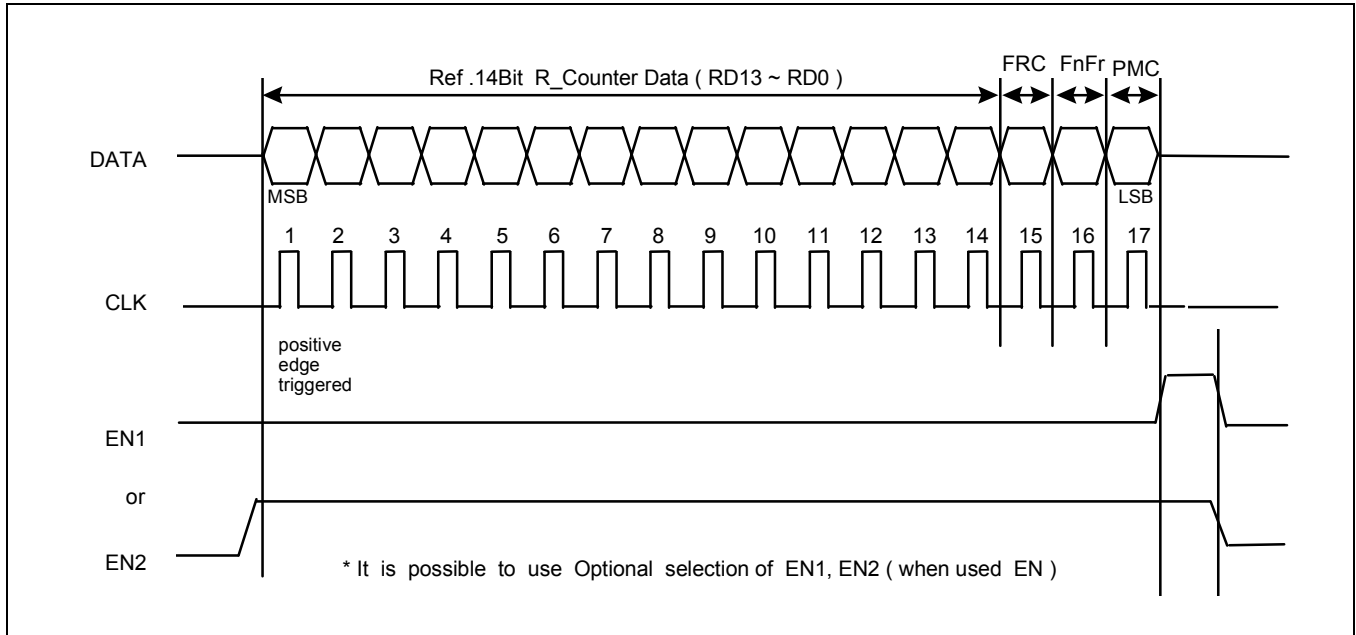 Ref .14Bit R_Counter Data ( RD13 ~ RD0 ) FRC FnFr PMC
DATA
MSB LSB
1 2 3 4 5 6 7 8 9 10 11 12 13 14 15 16 17
CLK
positive
edge
triggered
EN1
or
EN2
* It is possible to use Optional selection of EN1, EN2 ( when used EN )